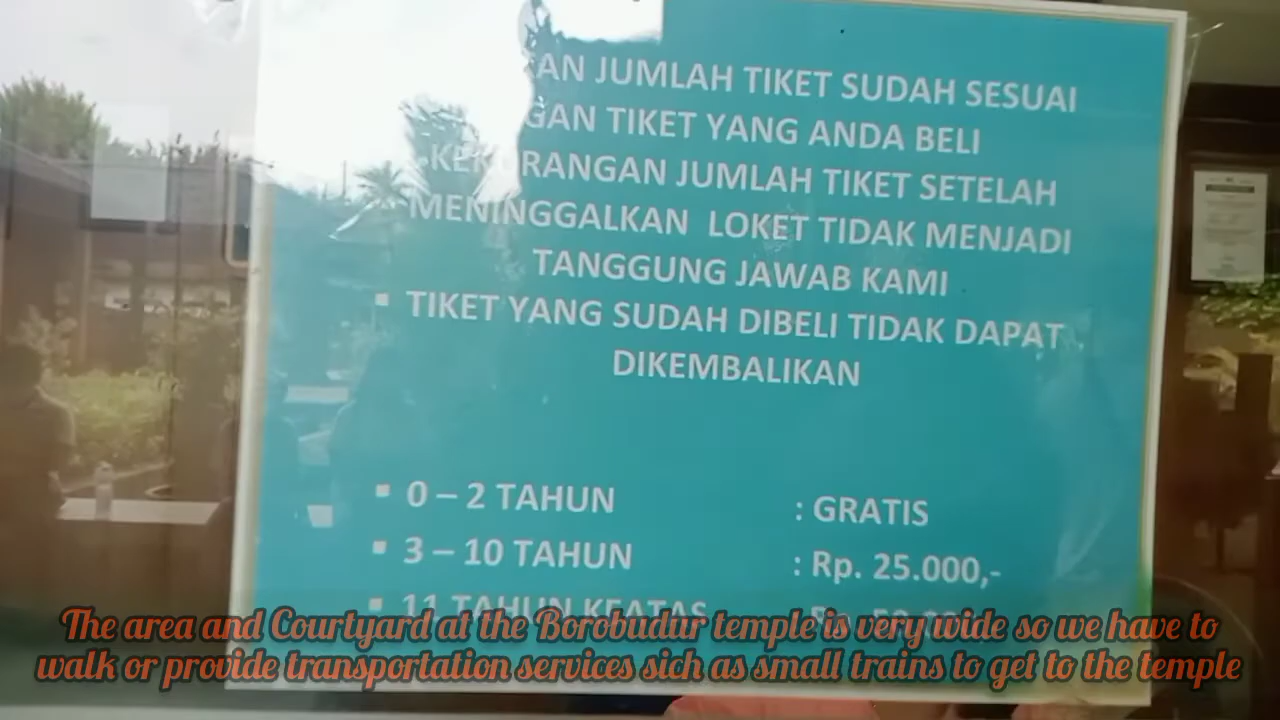 JUMLAH TIKET SUDAH SESUAI
TIKET YANG ANDA BELI
JUMLAH TIKET SETELAH
MENINGGALKAN LOKET TIDAK MENJADI
TANGGUNG JAWAB KAMI
▪ TIKET YANG SUDAH DIBELI TIDAK DAPAT
DIKEMBALIKAN
▪ 0 – 2 TAHUN : GRATIS
▪ 3 – 10 TAHUN : Rp. 25.000,-
▪ 11 TAHUN KEATAS
The area and Courtyard at the Borobudur temple is very wide so we have to
walk or provide transportation services sich as small trains to get to the temple